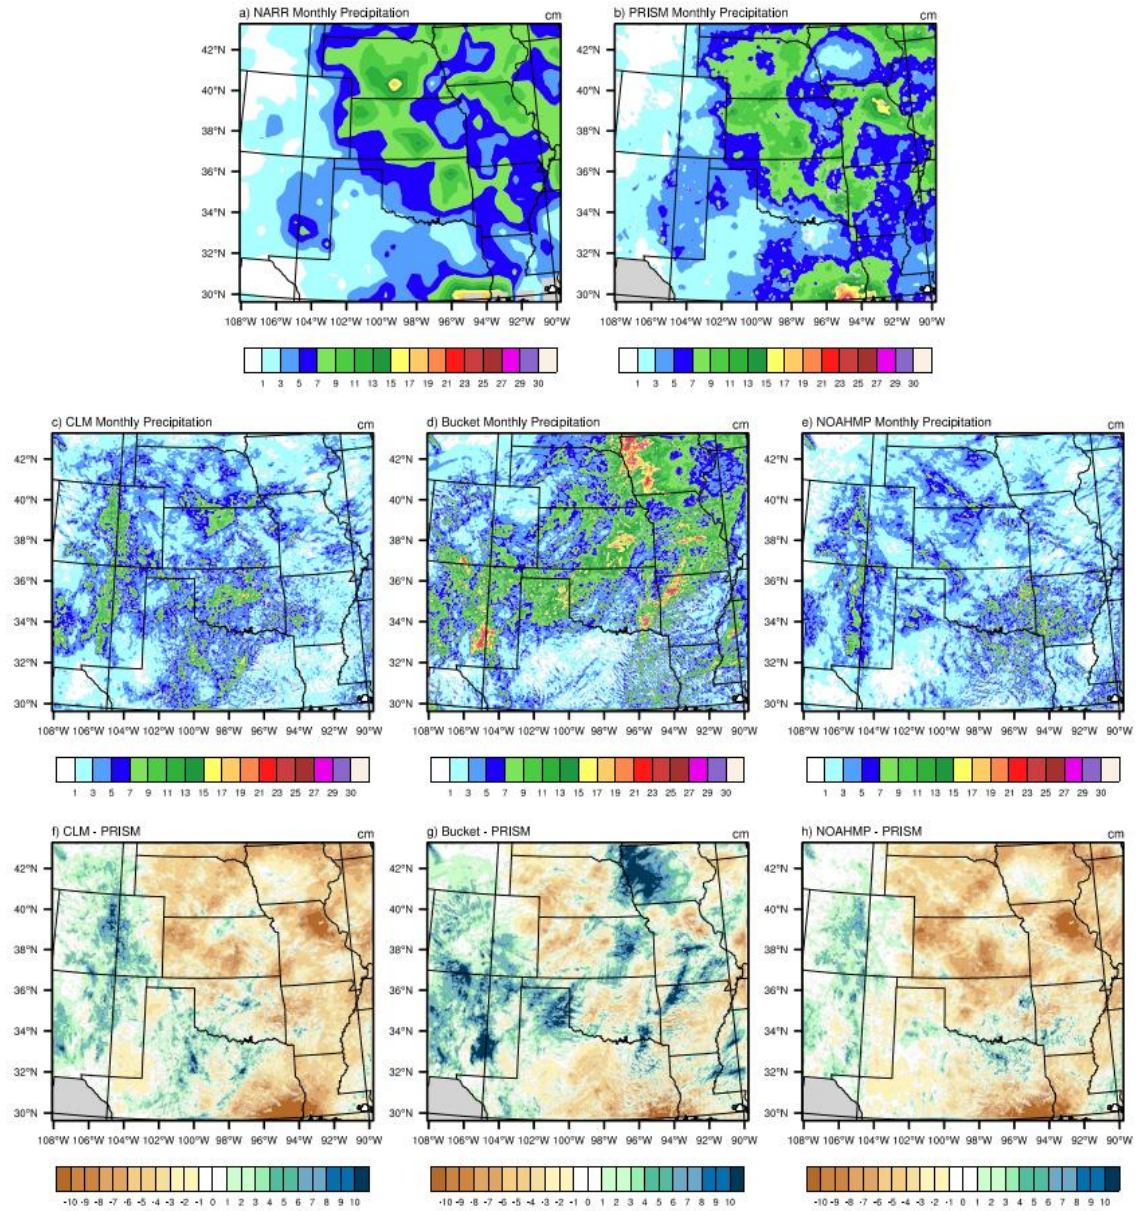 a) NARR Monthly Precipitation cm
b) PRISM Monthly Precipitation cm
42°N 42°N
40°N 40°N
38°N 38°N
36°N 36°N
34°N 34°N
32°N 32°N
30°N 30°N
108°W 106°W 104°W 102°W 100°W 98°W 96°W 94°W 92°W 90°W
108°W 106°W 104°W 102°W 100°W 98°W 96°W 94°W 92°W 90°W
1 3 5 7 9 11 13 15 17 19 21 23 25 27 29 30
1 3 5 7 9 11 13 15 17 19 21 23 25 27 29 30
c) CLM Monthly Precipitation cm
d) Bucket Monthly Precipitation cm
e) NOAHMP Monthly Precipitation cm
42°N 42°N 42°N
40°N 40°N 40°N
38°N 38°N 38°N
36°N 36°N 36°N
34°N 34°N 34°N
32°N 32°N 32°N
30°N 30°N 30°N
108°W 106°W 104°W 102°W 100°W 98°W 96°W 94°W 92°W 90°W
108°W 106°W 104°W 102°W 100°W 98°W 96°W 94°W 92°W 90°W
108°W 106°W 104°W 102°W 100°W 98°W 96°W 94°W 92°W 90°W
1 3 5 7 9 11 13 15 17 19 21 23 25 27 29 30
1 3 5 7 9 11 13 15 17 19 21 23 25 27 29 30
1 3 5 7 9 11 13 15 17 19 21 23 25 27 29 30
f) CLM - PRISM cm
g) Bucket - PRISM cm
h) NOAHMP - PRISM cm
42°N 42°N 42°N
40°N 40°N 40°N
38°N 38°N 38°N
36°N 36°N 36°N
34°N 34°N 34°N
32°N 32°N 32°N
30°N 30°N 30°N
108°W 106°W 104°W 102°W 100°W 98°W 96°W 94°W 92°W 90°W
108°W 106°W 104°W 102°W 100°W 98°W 96°W 94°W 92°W 90°W
108°W 106°W 104°W 102°W 100°W 98°W 96°W 94°W 92°W 90°W
-10 -9 -8 -7 -6 -5 -4 -3 -2 -1 0 1 2 3 4 5 6 7 8 9 10
-10 -9 -8 -7 -6 -5 -4 -3 -2 -1 0 1 2 3 4 5 6 7 8 9 10
-10 -9 -8 -7 -6 -5 -4 -3 -2 -1 0 1 2 3 4 5 6 7 8 9 10